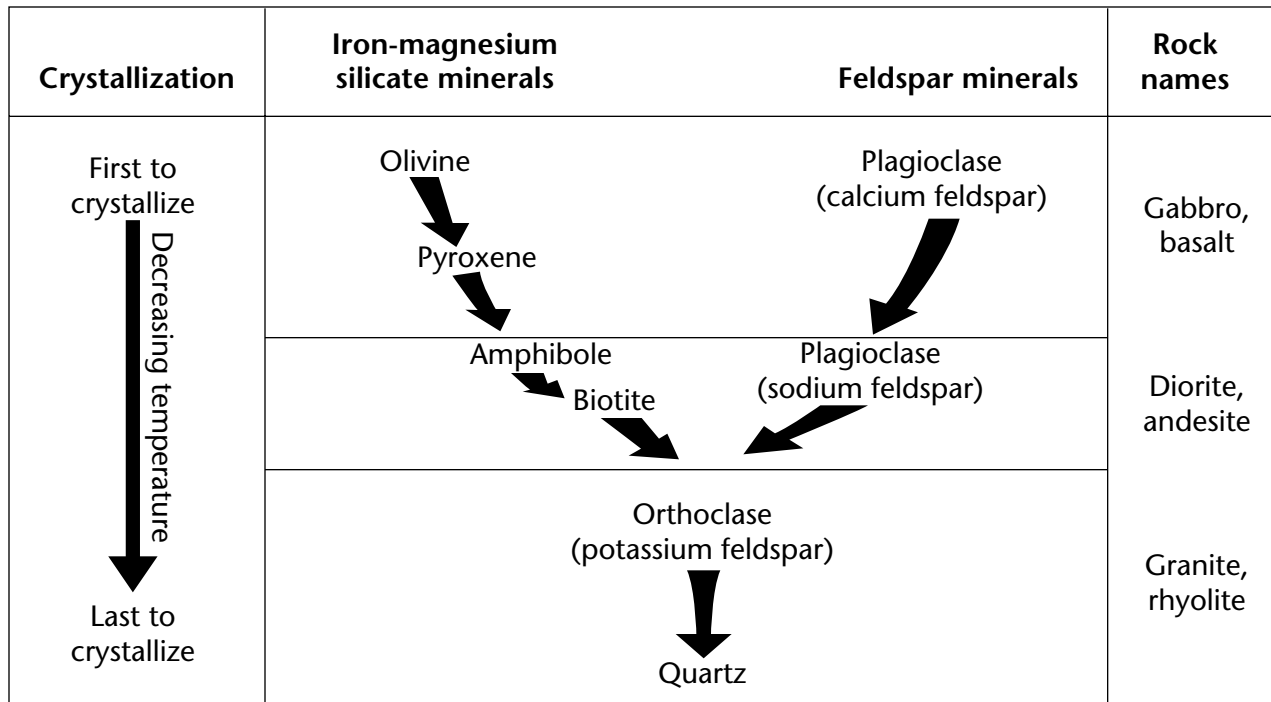 Crystallization
Iron-magnesium
silicate minerals
Feldspar minerals
Rock
names
First to
crystallize
Decreasing temperature
Last to
crystallize
Olivine
Pyroxene
Plagioclase
(calcium feldspar)
Gabbro,
basalt
Amphibole
Biotite
Plagioclase
(sodium feldspar)
Diorite,
andesite
Orthoclase
(potassium feldspar)
Quartz
Granite,
rhyolite